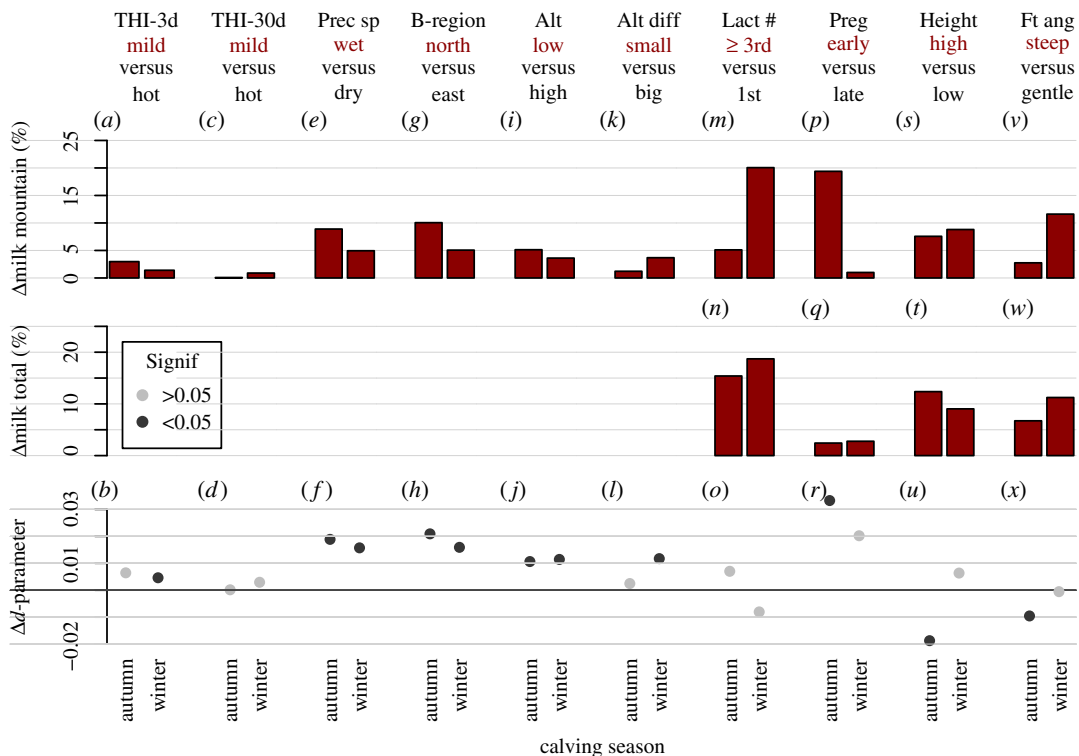 THI-3d THI-30d Prec sp B-region Alt Alt diff Lact # Preg Height Ft ang
mild mild wet north low small ≥ 3rd early high steep
versus versus versus versus versus versus versus versus versus versus
hot hot dry east high big 1st late low gentle
(a) (c) (e) (g) (i) (k) (m) (p) (s) (v)
Δmilk mountain (%)
25
15
5
0
(n) (q) (t) (w)
Δmilk total (%)
20
10
0
Signif
>0.05
<0.05
(b) (d) (f) (h) (j) (l) (o) (r) (u) (x)
Δd-parameter
0.03
0.01
−0.02
autumn winter autumn winter autumn winter autumn winter autumn winter autumn winter autumn winter autumn winter autumn winter autumn winter
calving season